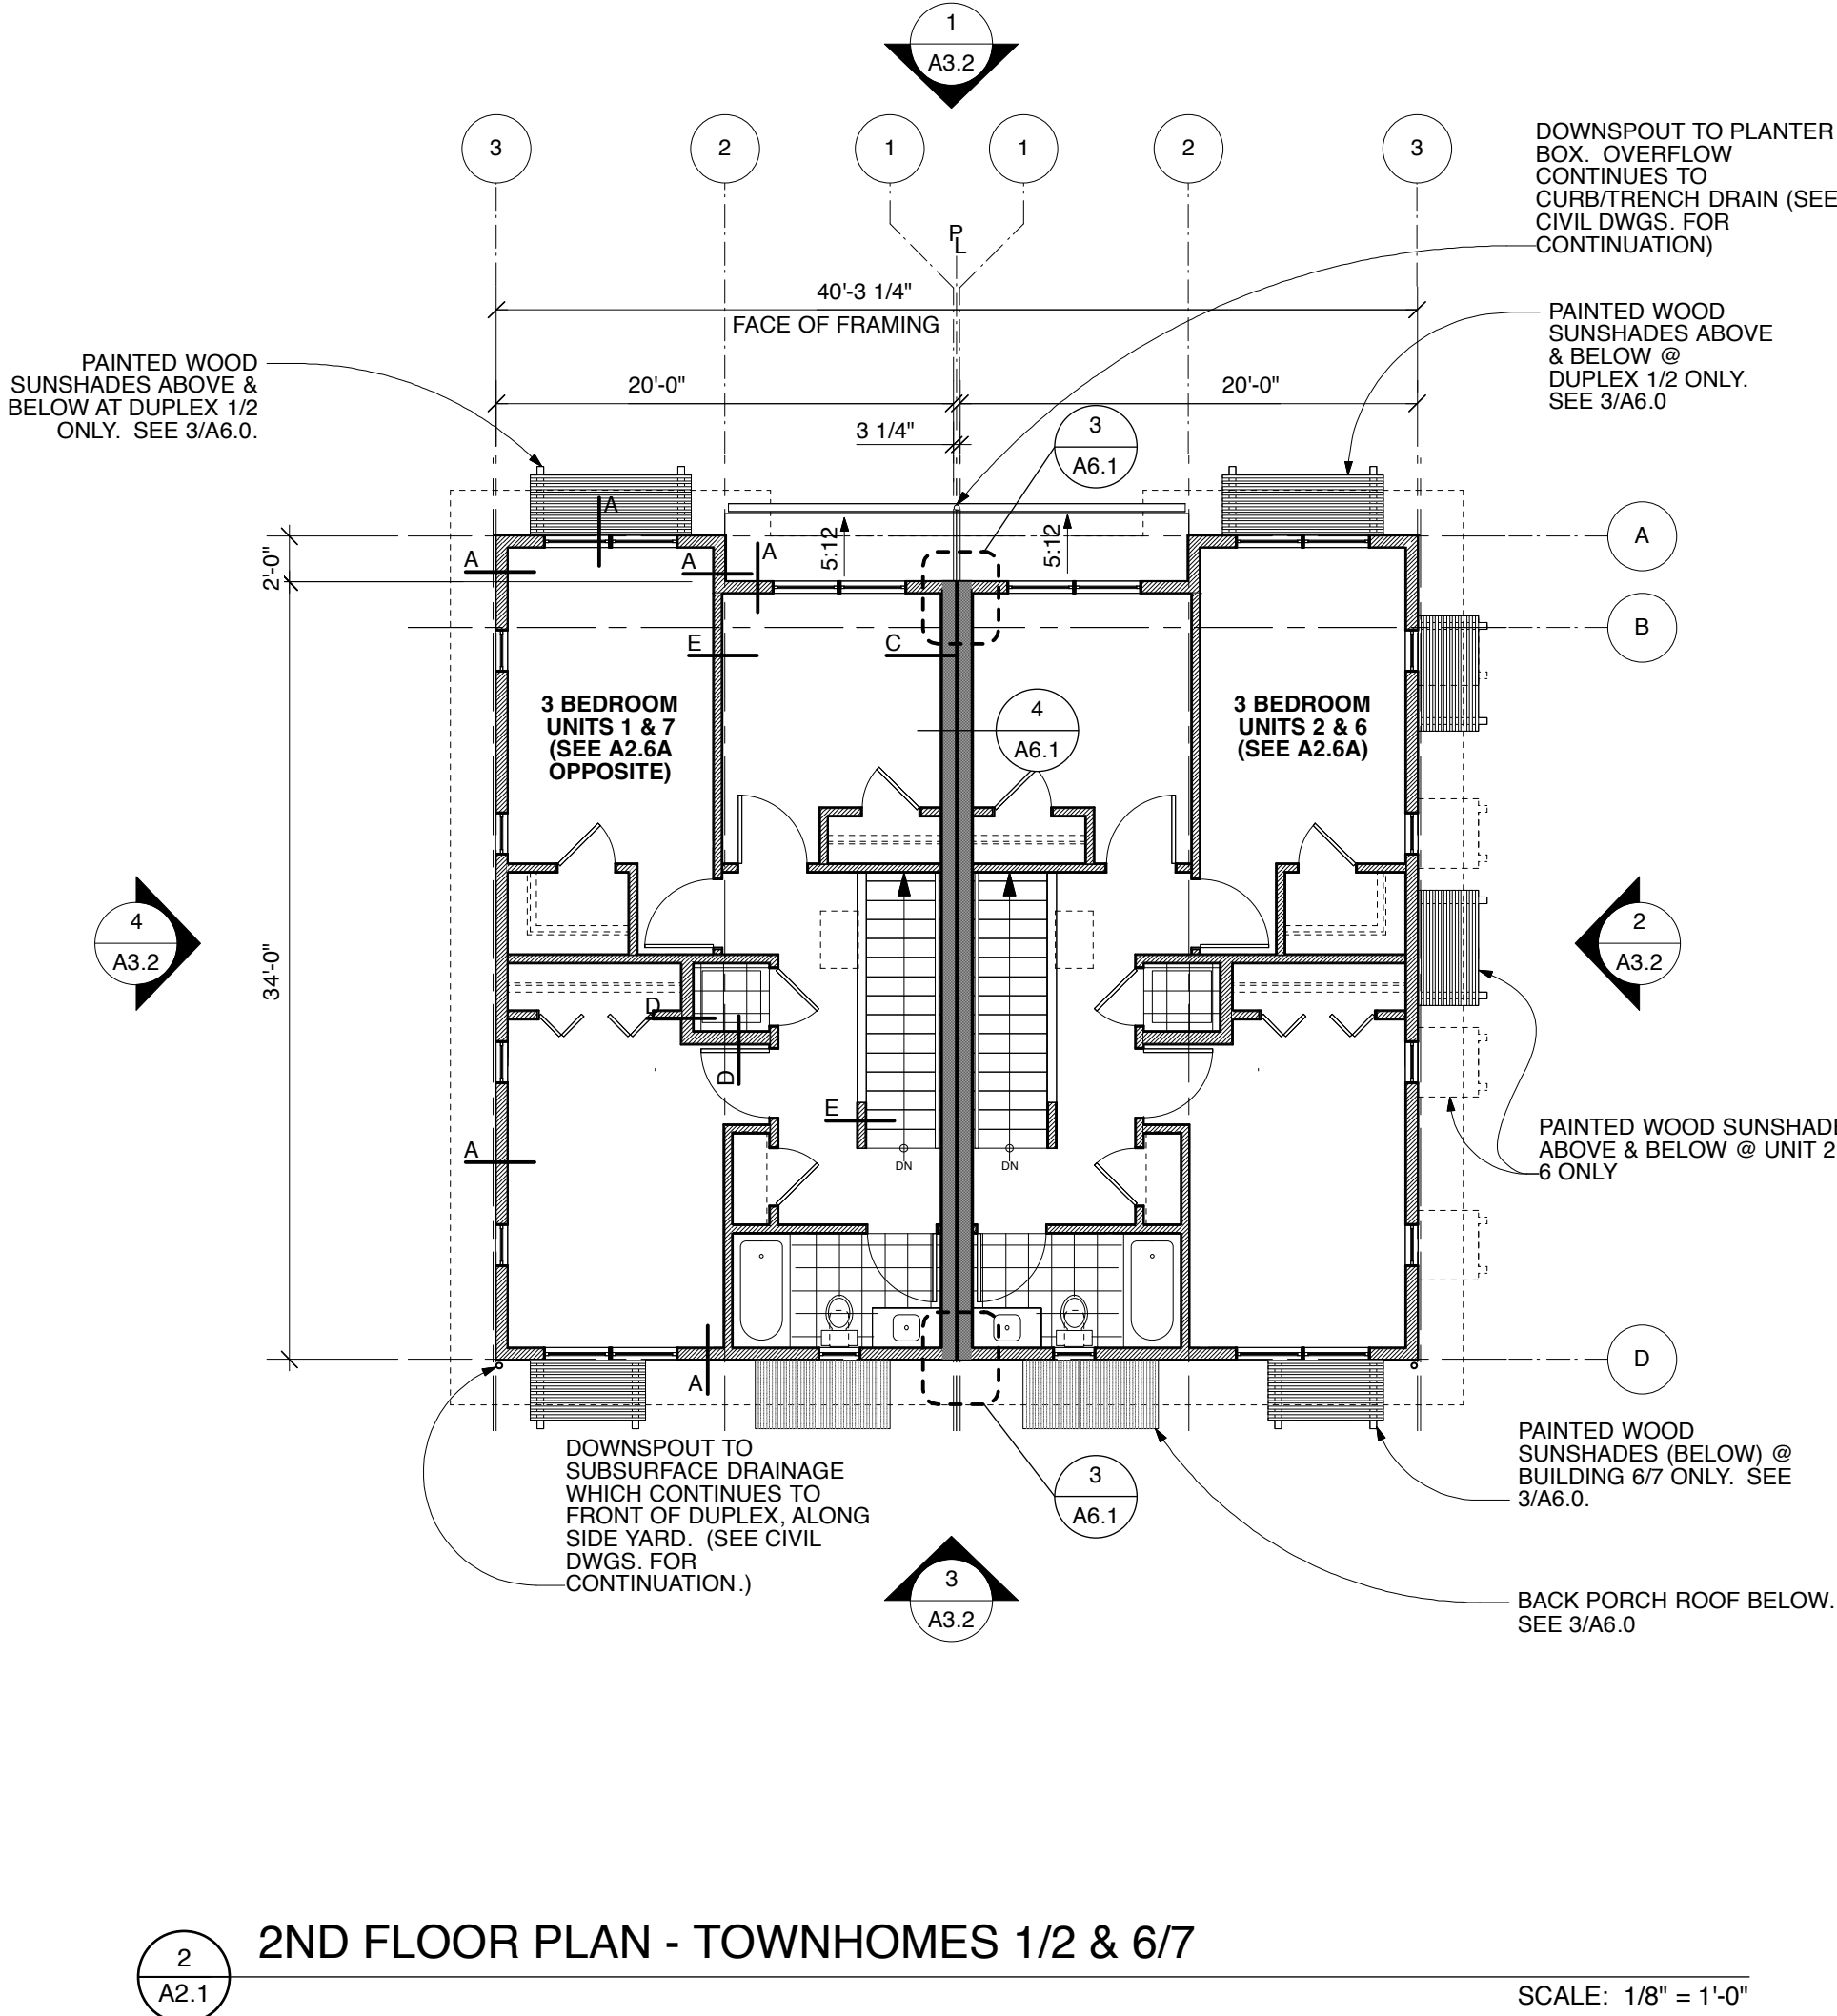 1
A3.2
3
2
1
1
2
3
DOWNSPOUT TO PLANTER
BOX. OVERFLOW
CONTINUES TO
CURB/TRENCH DRAIN (SEE
CIVIL DWGS. FOR
CONTINUATION)
P
L
40'-3 1/4"
FACE OF FRAMING
PAINTED WOOD
SUNSHADES ABOVE
& BELOW @
DUPLEX 1/2 ONLY.
SEE 3/A6.0
PAINTED WOOD
SUNSHADES ABOVE &
BELOW AT DUPLEX 1/2
ONLY. SEE 3/A6.0.
20'-0"
20'-0"
3 1/4"
3
A6.1
A
A
A
A
5:12
5:12
A
2'-0"
B
E
C
3 BEDROOM
UNITS 1 & 7
(SEE A2.6A
OPPOSITE)
4
A6.1
3 BEDROOM
UNITS 2 & 6
(SEE A2.6A)
4
A3.2
34'-0"
2
A3.2
D
D
E
A
DN
DN
PAINTED WOOD SUNSHADE
ABOVE & BELOW @ UNIT 2
6 ONLY
D
A
DOWNSPOUT TO
SUBSURFACE DRAINAGE
WHICH CONTINUES TO
FRONT OF DUPLEX, ALONG
SIDE YARD. (SEE CIVIL
DWGS. FOR
CONTINUATION.)
3
A6.1
PAINTED WOOD
SUNSHADES (BELOW) @
BUILDING 6/7 ONLY. SEE
3/A6.0.
3
A3.2
BACK PORCH ROOF BELOW.
SEE 3/A6.0
2
A2.1
2ND FLOOR PLAN - TOWNHOMES 1/2 & 6/7
SCALE: 1/8" = 1'-0"